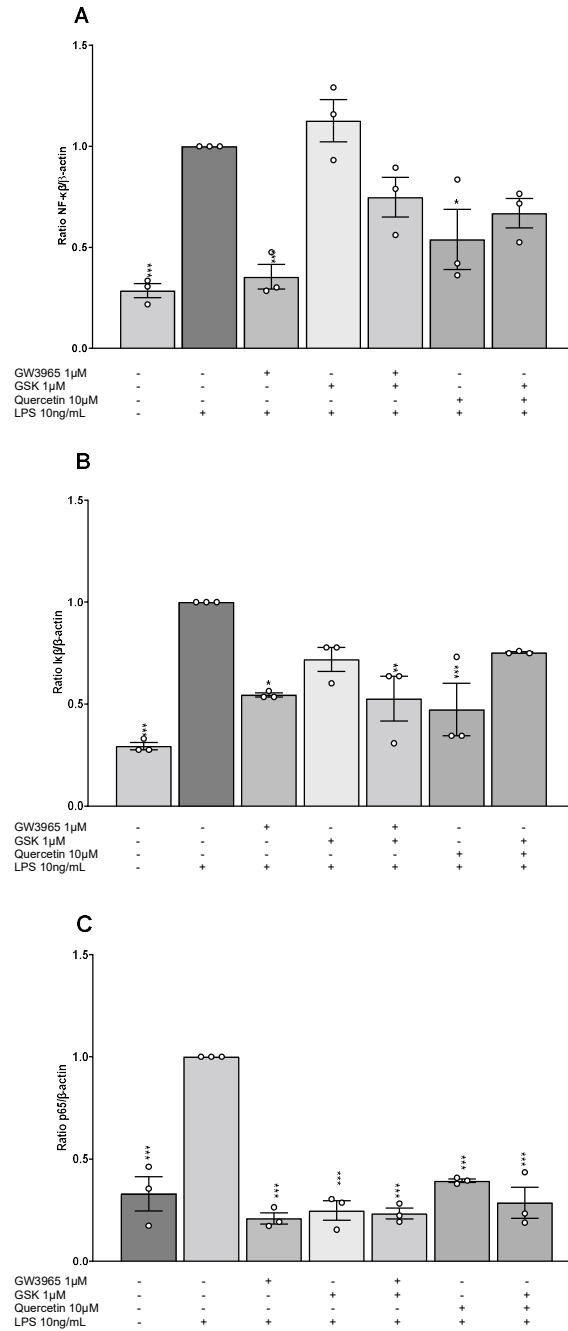 A
1.5
1.0
0.5
0.0
Ratio NF-κβ/β-actin
***
***
*
GW3965 1µM - - + - + - -
GSK 1µM - - - + + - +
Quercetin 10µM - - - - - + +
LPS 10ng/mL - + + + + + +
B
1.5
1.0
0.5
0.0
Ratio Iκβ/β-actin
***
*
**
***
GW3965 1µM - - + - + - -
GSK 1µM - - - + + - +
Quercetin 10µM - - - - - + +
LPS 10ng/mL - + + + + + +
C
1.5
1.0
0.5
0.0
Ratio p65/β-actin
***
***
***
***
***
***
GW3965 1µM - - + - + - -
GSK 1µM - - - + + - +
Quercetin 10µM - - - - - + +
LPS 10ng/mL - + + + + + +